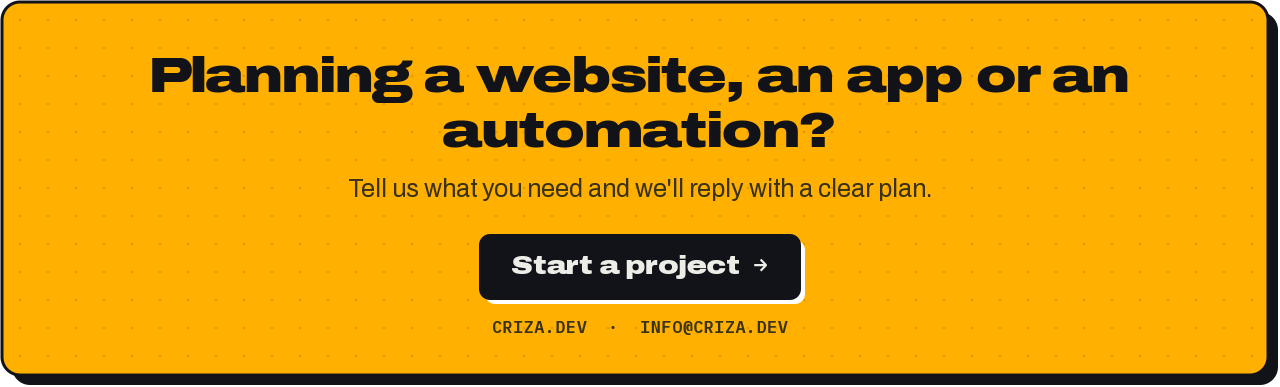 Planning a website, an app or an
automation?
Tell us what you need and we'll reply with a clear plan.
Start a project →
CRIZA.DEV · INFO@CRIZA.DEV